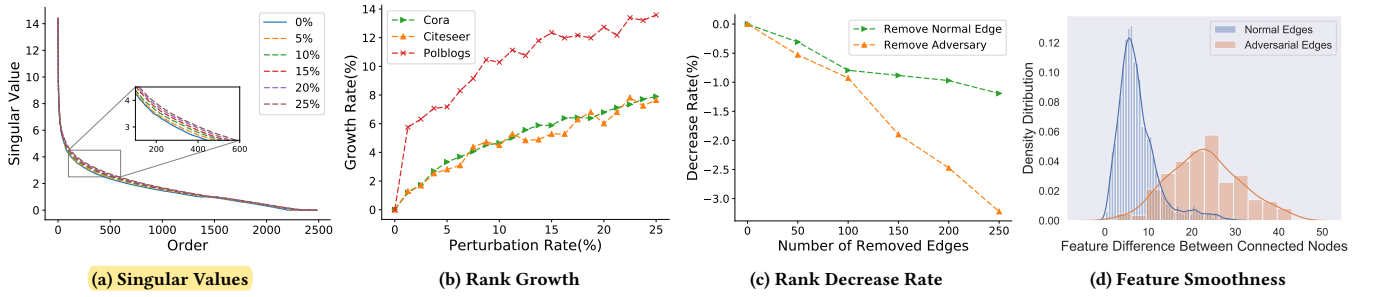 Singular Value
14
12
10
8
6
4
2
0
0 500 1000 1500 2000 2500
Order
0%
5%
10%
15%
20%
25%
4
3
200 400 600
(a) Singular Values
Growth Rate(%)
14
12
10
8
6
4
2
0
0 5 10 15 20 25
Perturbation Rate(%)
Cora
Citeseer
Polblogs
(b) Rank Growth
Decrease Rate(%)
0.0
−0.5
−1.0
−1.5
−2.0
−2.5
−3.0
0 50 100 150 200 250
Number of Removed Edges
Remove Normal Edge
Remove Adversary
(c) Rank Decrease Rate
Density Dittribution
0.12
0.10
0.08
0.06
0.04
0.02
0.00
0 10 20 30 40 50
Feature Difference Between Connected Nodes
Normal Edges
Adversarial Edges
(d) Feature Smoothness